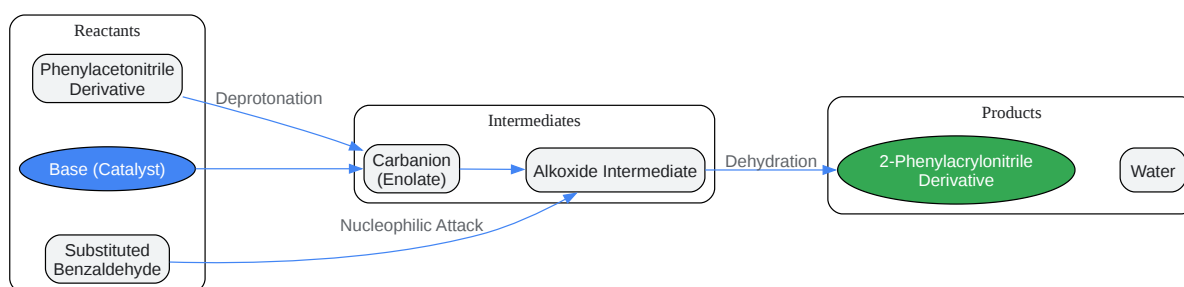 Reactants
Phenylacetonitrile
Derivative
Deprotonation
Base (Catalyst)
Substituted
Benzaldehyde
Nucleophilic Attack
Intermediates
Carbanion
(Enolate)
Alkoxide Intermediate
Dehydration
Products
2-Phenylacrylonitrile
Derivative
Water